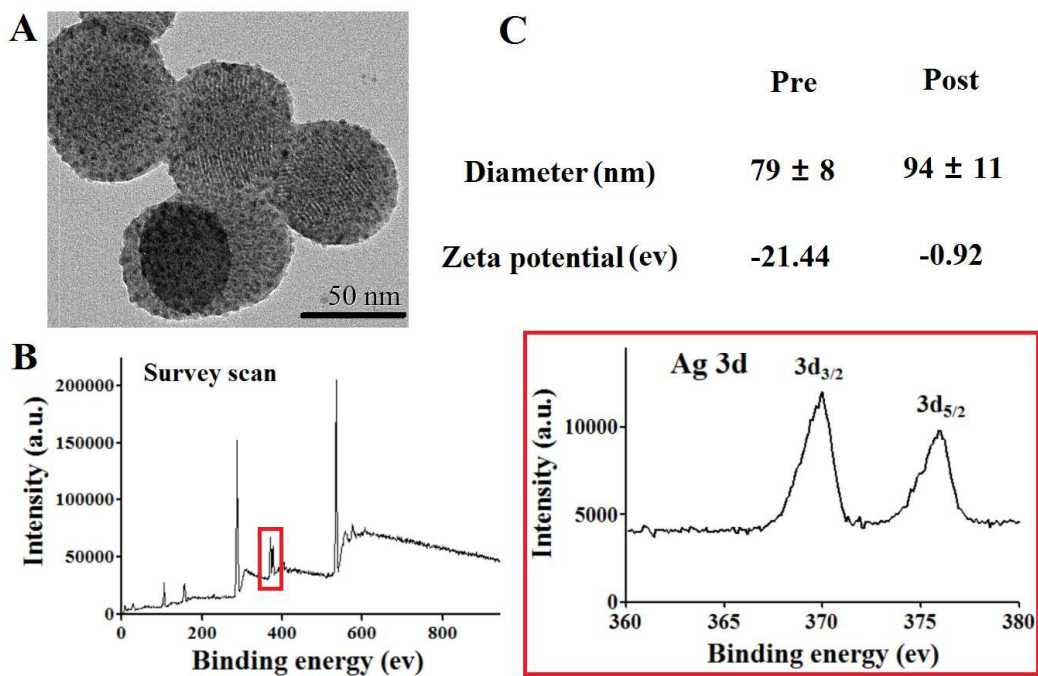 A
50 nm
C
Pre Post
Diameter (nm) 79 ± 8 94 ± 11
Zeta potential (ev) -21.44 -0.92
B
Survey scan
Intensity (a.u.)
200000
150000
100000
50000
0
0 200 400 600 800
Binding energy (ev)
Ag 3d
3d3/2
3d5/2
Intensity (a.u.)
10000
5000
0
360 365 370 375 380
Binding energy (ev)